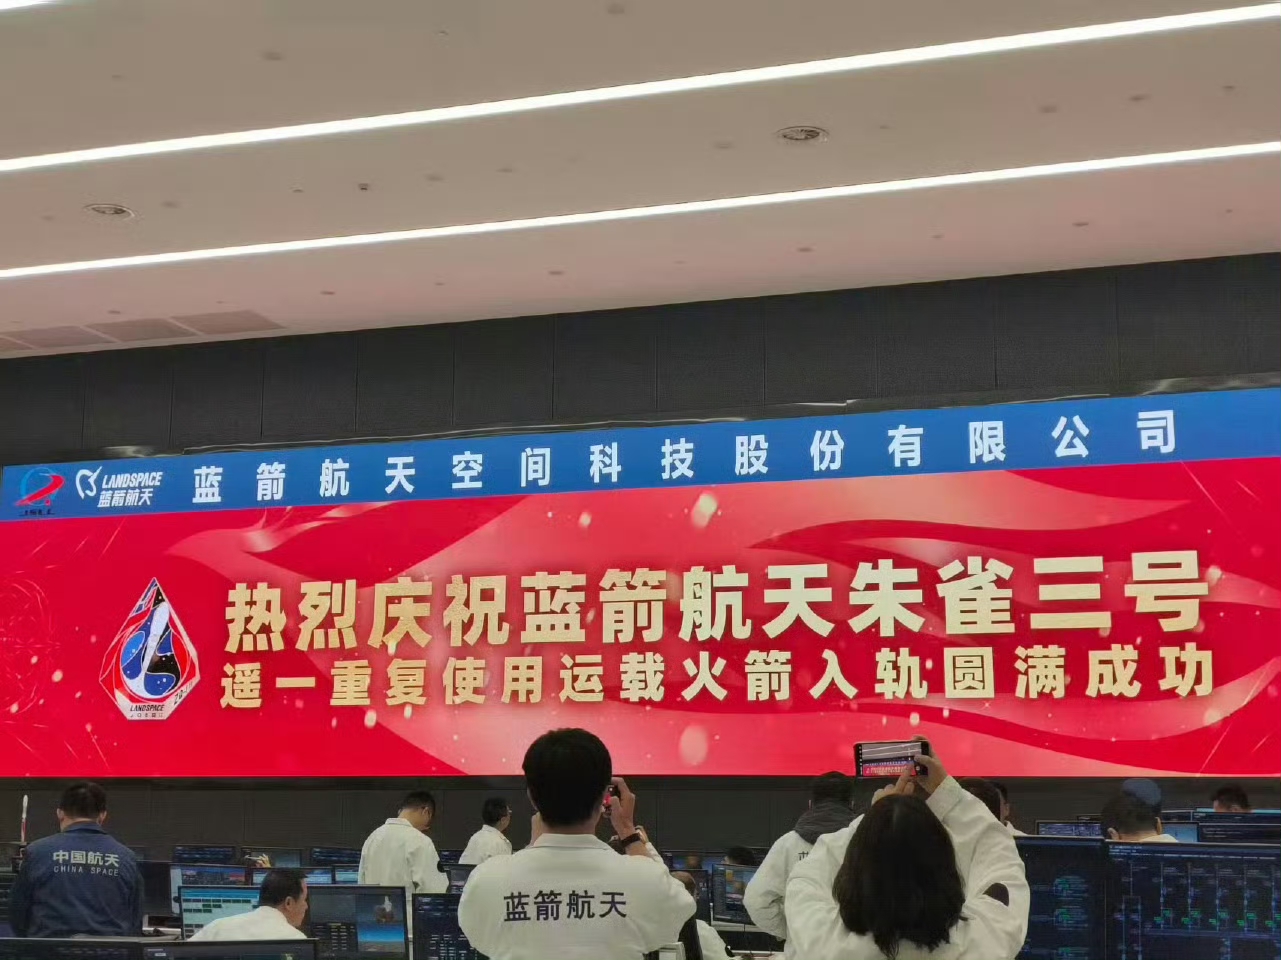 JSLC
LANDSPACE
蓝箭航天
蓝箭航天空间科技股份有限公司
热烈庆祝蓝箭航天朱雀三号
遥一重复使用运载火箭入轨圆满成功
LANDSPACE
中国航天
CHINA SPACE
蓝箭航天